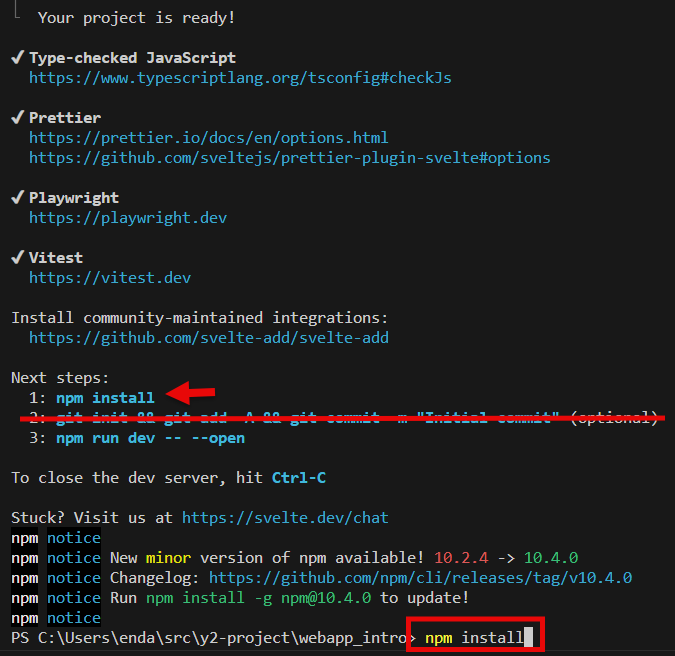 Your project is ready!
✔ Type-checked JavaScript
https://www.typescriptlang.org/tsconfig#checkJs
✔ Prettier
https://prettier.io/docs/en/options.html
https://github.com/sveltejs/prettier-plugin-svelte#options
✔ Playwright
https://playwright.dev
✔ Vitest
https://vitest.dev
Install community-maintained integrations:
https://github.com/svelte-add/svelte-add
Next steps:
1: npm install
2: git init && git add -A && git commit -m "Initial commit" (optional)
3: npm run dev -- --open
To close the dev server, hit Ctrl-C
Stuck? Visit us at https://svelte.dev/chat
npm notice
npm notice New minor version of npm available! 10.2.4 -> 10.4.0
npm notice Changelog: https://github.com/npm/cli/releases/tag/v10.4.0
npm notice Run npm install -g npm@10.4.0 to update!
npm notice
PS C:\Users\enda\src\y2-project\webapp_intro> npm install